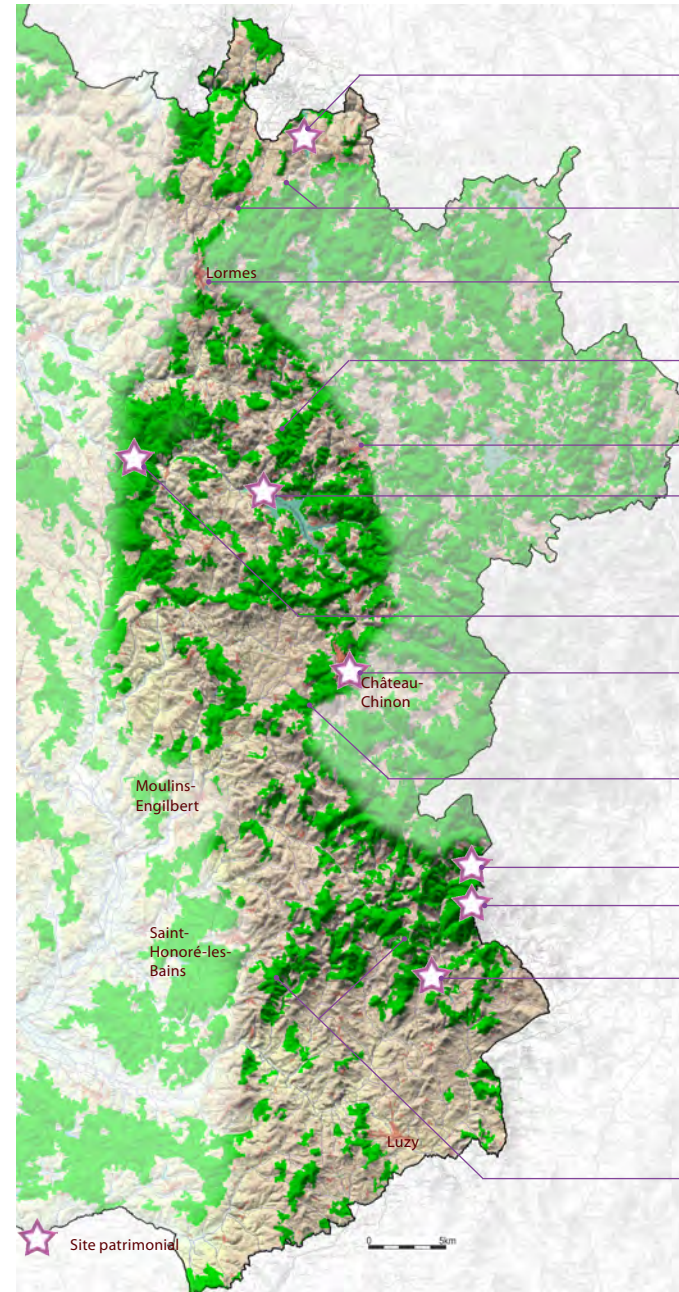 Lormes
Château-
Chinon
Moulins-
Engilbert
Saint-
Honoré-les-
Bains
Luzy
0 5km
Site patrimonial